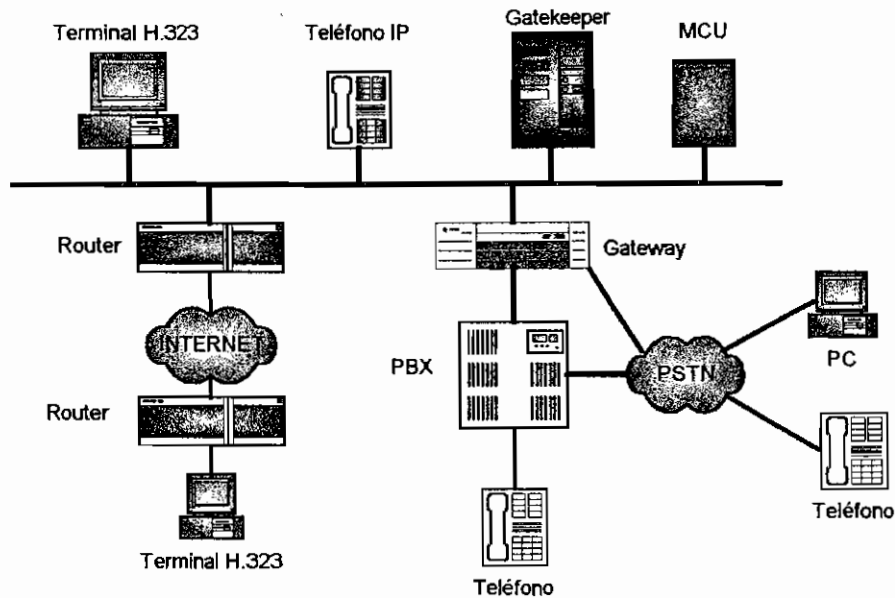 Terminal H.323
Teléfono IP
Gatekeeper
MCU
Router
Gateway
INTERNET
PBX
PSTN
PC
Router
Terminal H.323
Teléfono
Teléfono